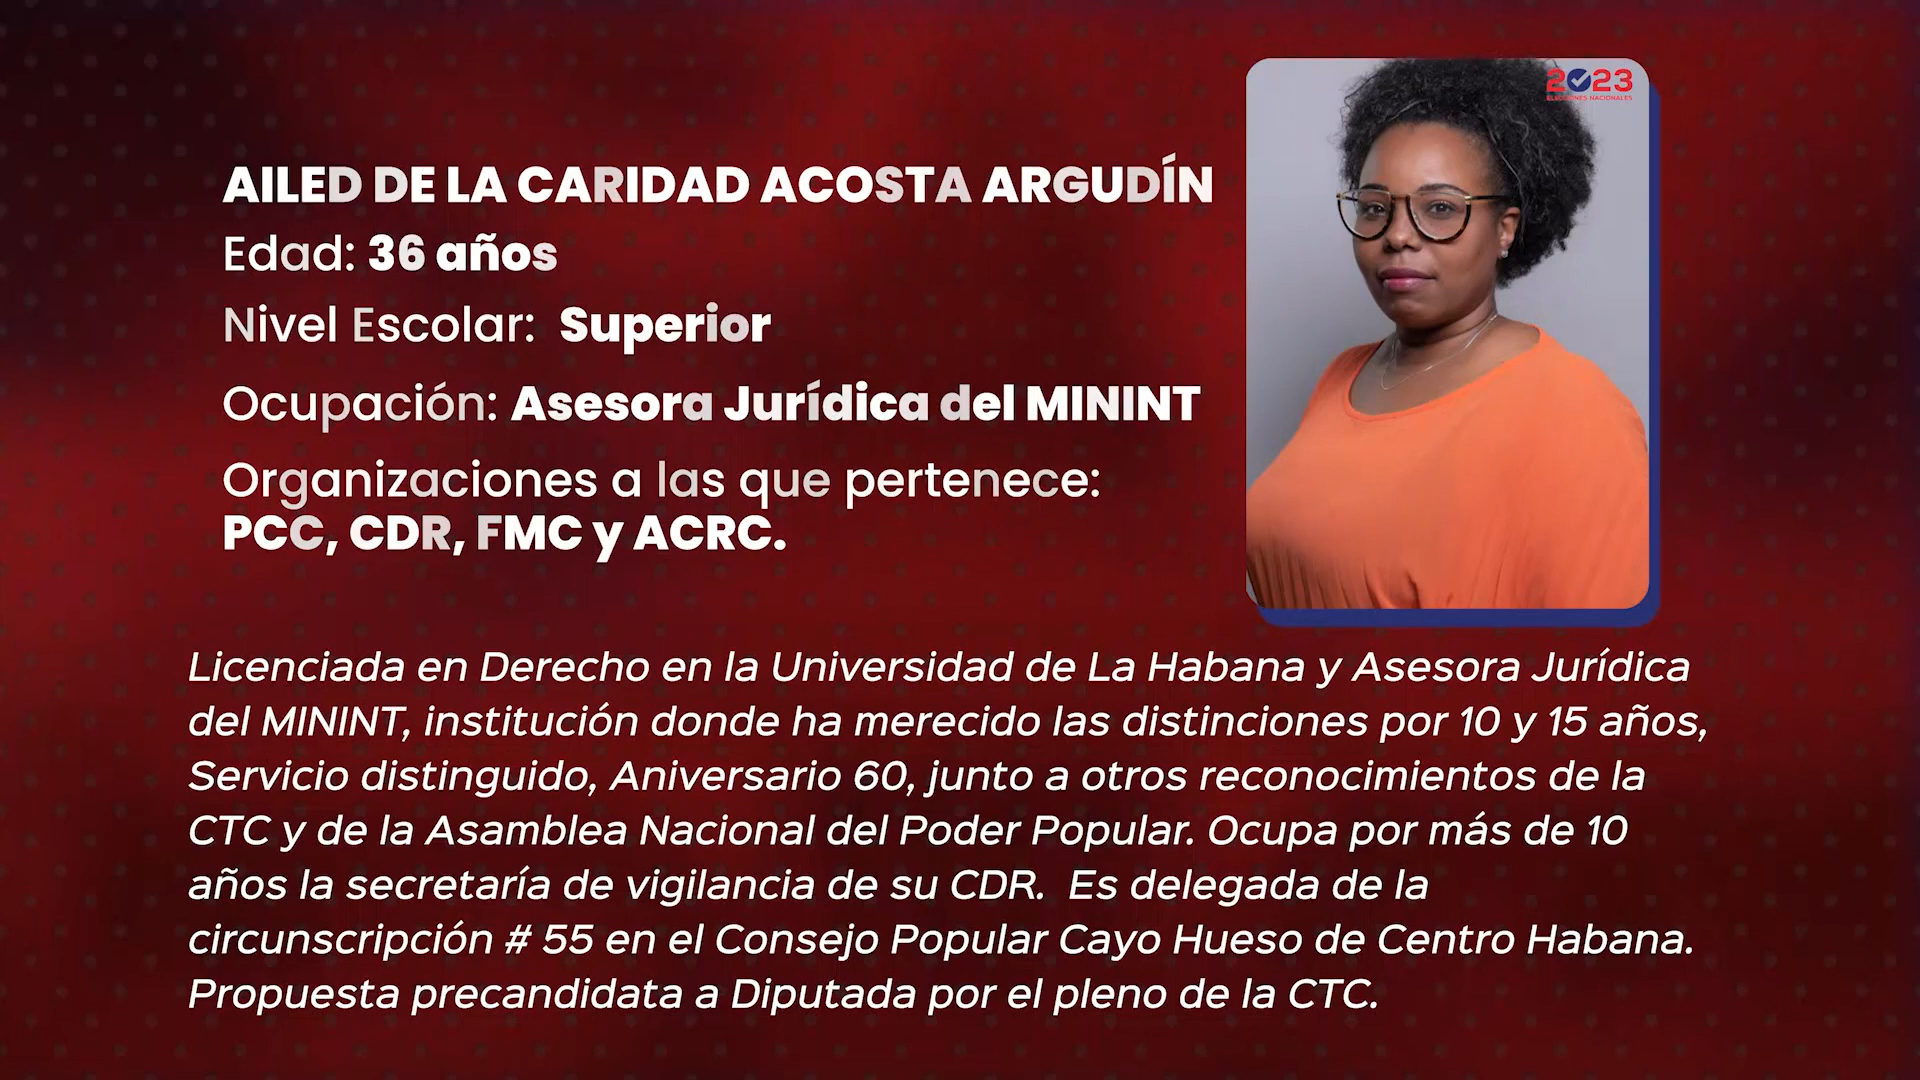 2023
ELECCIONES NACIONALES
AILED DE LA CARIDAD ACOSTA ARGUDÍN
Edad: 36 años
Nivel Escolar: Superior
Ocupación: Asesora Jurídica del MININT
Organizaciones a las que pertenece:
PCC, CDR, FMC y ACRC.
Licenciada en Derecho en la Universidad de La Habana y Asesora Jurídica
del MININT, institución donde ha merecido las distinciones por 10 y 15 años,
Servicio distinguido, Aniversario 60, junto a otros reconocimientos de la
CTC y de la Asamblea Nacional del Poder Popular. Ocupa por más de 10
años la secretaría de vigilancia de su CDR. Es delegada de la
circunscripción # 55 en el Consejo Popular Cayo Hueso de Centro Habana.
Propuesta precandidata a Diputada por el pleno de la CTC.